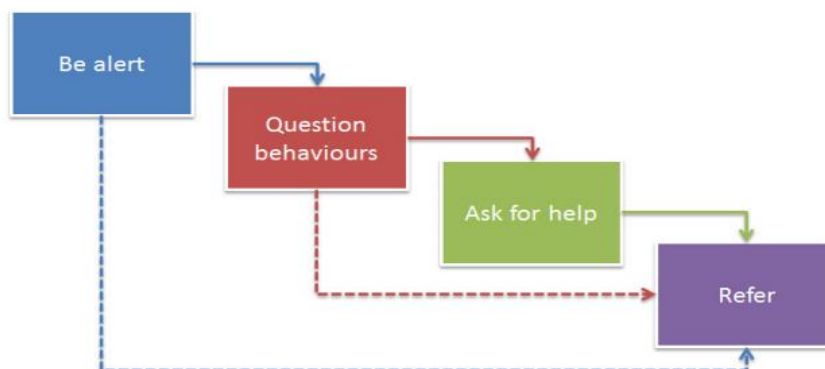 Be alert
Question
behaviours
Ask for help
Refer